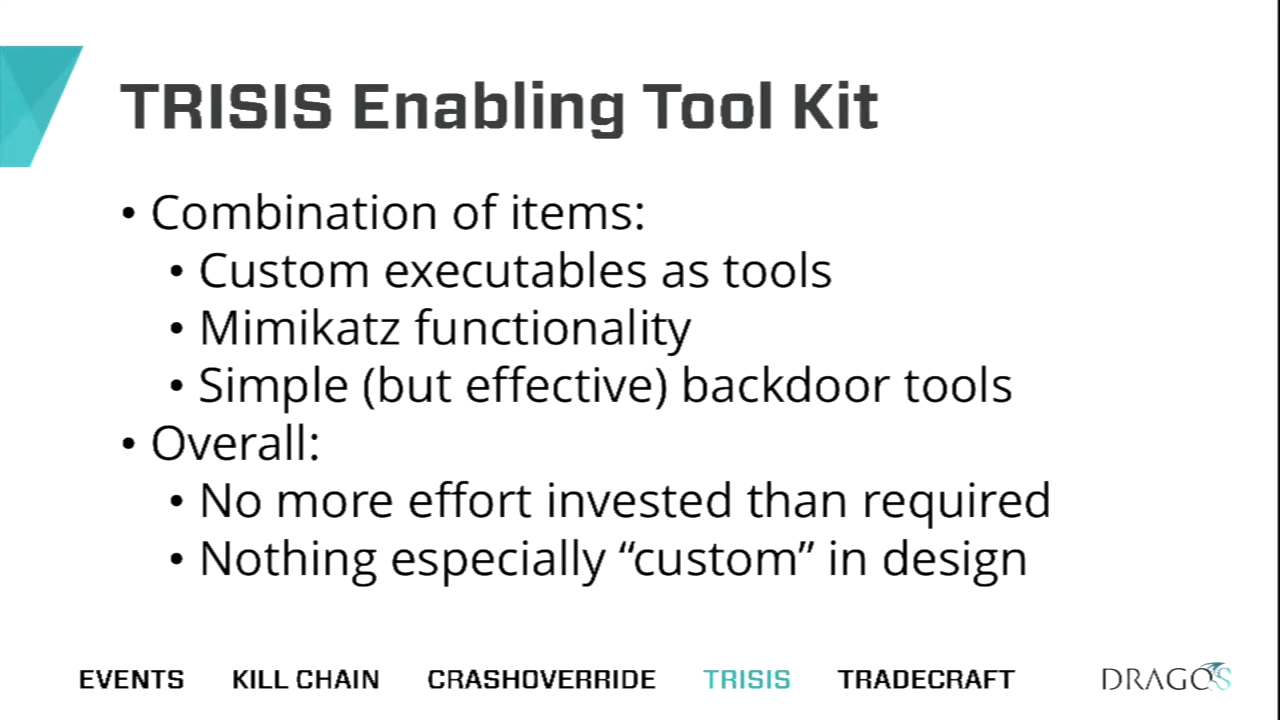 TRISIS Enabling Tool Kit
• Combination of items:
• Custom executables as tools
• Mimikatz functionality
• Simple (but effective) backdoor tools
• Overall:
• No more effort invested than required
• Nothing especially “custom” in design
EVENTS KILL CHAIN CRASHOVERRIDE TRISIS TRADECRAFT DRAGOS